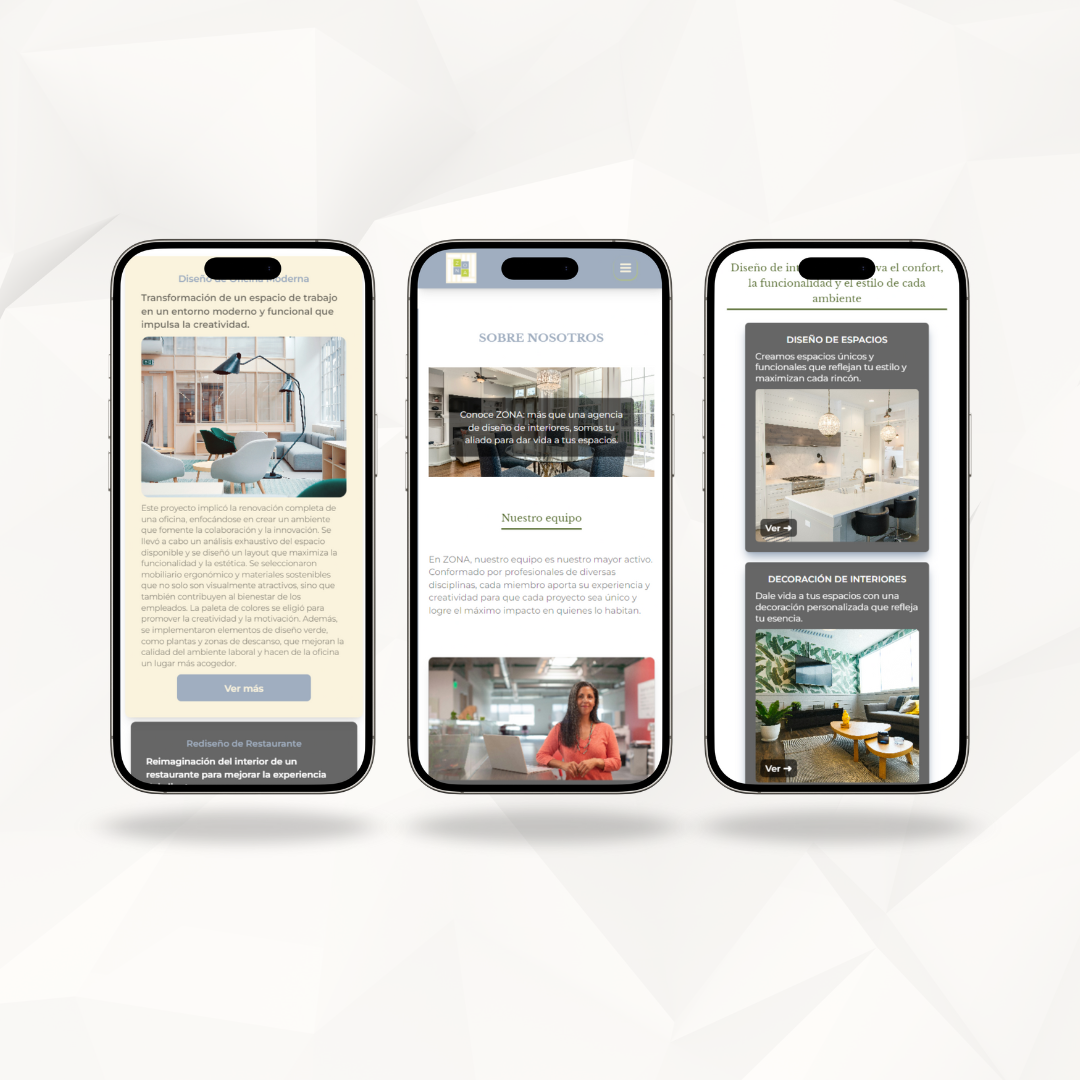 Diseño de Oficina Moderna
Transformación de un espacio de trabajo
en un entorno moderno y funcional que
impulsa la creatividad.
Este proyecto implicó la renovación completa de
una oficina, enfocándose en crear un ambiente
que fomente la colaboración y la innovación. Se
llevó a cabo un análisis exhaustivo del espacio
disponible y se diseñó un layout que maximiza la
funcionalidad y la estética. Se seleccionaron
mobiliario ergonómico y materiales sostenibles
que no solo son visualmente atractivos, sino que
también contribuyen al bienestar de los
empleados. La paleta de colores se eligió para
promover la creatividad y la motivación. Además,
se implementaron elementos de diseño verde,
como plantas y zonas de descanso, que mejoran la
calidad del ambiente laboral y hacen de la oficina
un lugar más acogedor.
Ver más
Rediseño de Restaurante
Reimaginación del interior de un
restaurante para mejorar la experiencia
SOBRE NOSOTROS
Conoce ZONA: más que una agencia
de diseño de interiores, somos tu
aliado para dar vida a tus espacios.
Nuestro equipo
En ZONA, nuestro equipo es nuestro mayor activo.
Conformado por profesionales de diversas
disciplinas, cada miembro aporta su experiencia y
creatividad para que cada proyecto sea único y
logre el máximo impacto en quienes lo habitan.
Diseño de el confort,
la funcionalidad y el estilo de cada
ambiente
DISEÑO DE ESPACIOS
Creamos espacios únicos y
funcionales que reflejan tu estilo y
maximizan cada rincón.
Ver ➜
DECORACIÓN DE INTERIORES
Dale vida a tus espacios con una
decoración personalizada que refleja
tu esencia.
Ver ➜